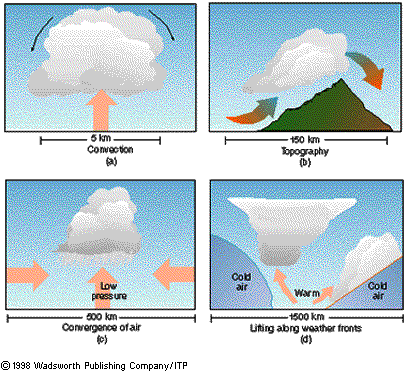 5 km
Convection
(a)
150 km
Topography
(b)
Low
pressure
500 km
Convergence of air
(c)
Cold
air
Warm
Cold
air
1500 km
Lifting along weather fronts
(d)
© 1998 Wadsworth Publishing Company/ITP